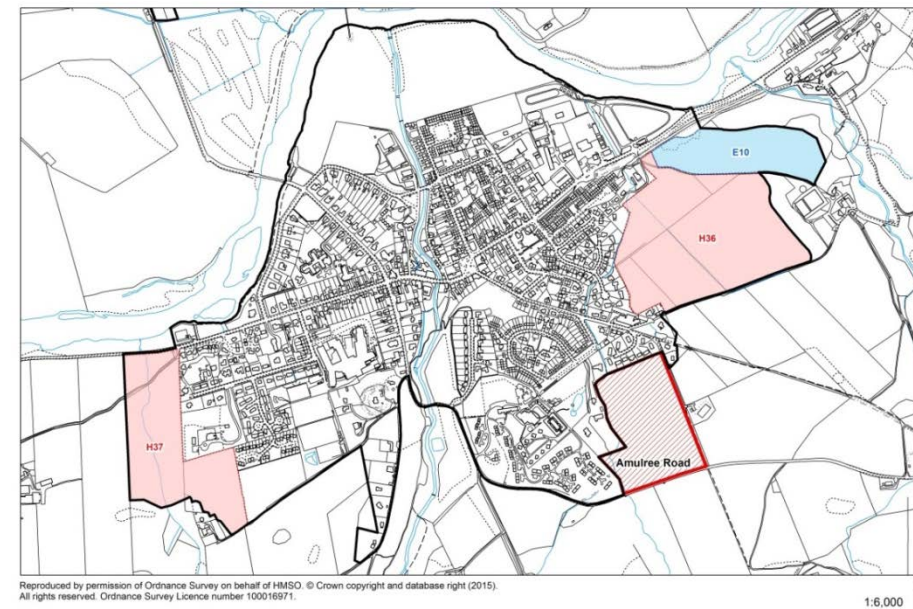 E10
H36
H37
Amulree Road
Reproduced by permission of Ordnance Survey on behalf of HMSO. © Crown copyright and database right (2015).
All rights reserved. Ordnance Survey Licence number 100016971.
1:6,000